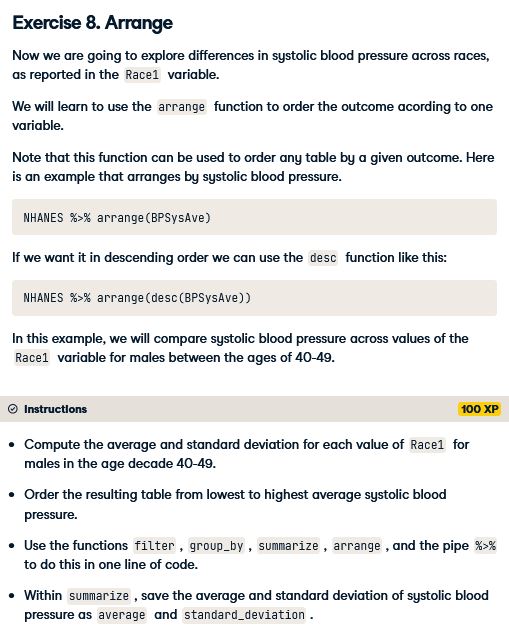 Exercise 8. Arrange
Now we are going to explore differences in systolic blood pressure across races,
as reported in the Race1 variable.
We will learn to use the arrange function to order the outcome acording to one
variable.
Note that this function can be used to order any table by a given outcome. Here
is an example that arranges by systolic blood pressure.
NHANES %>% arrange(BPSysAve)
If we want it in descending order we can use the desc function like this:
NHANES %>% arrange(desc(BPSysAve))
In this example, we will compare systolic blood pressure across values of the
Race1 variable for males between the ages of 40-49.
Instructions 100 XP
• Compute the average and standard deviation for each value of Race1 for
males in the age decade 40-49.
• Order the resulting table from lowest to highest average systolic blood
pressure.
• Use the functions filter , group_by , summarize , arrange , and the pipe %>%
to do this in one line of code.
• Within summarize , save the average and standard deviation of systolic blood
pressure as average and standard_deviation .